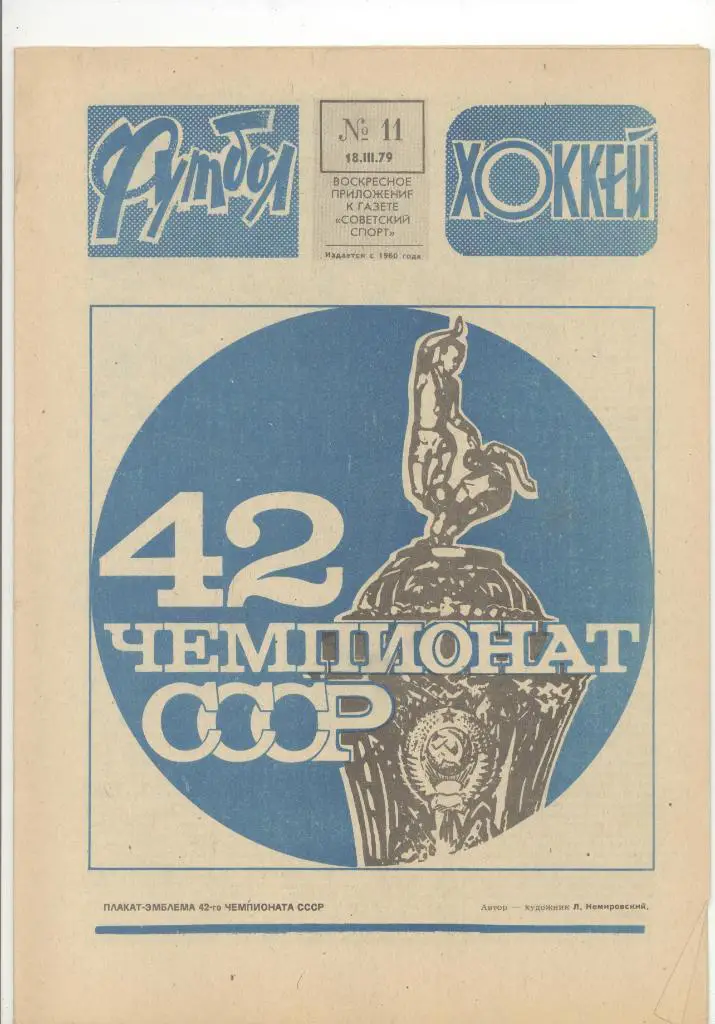 Футбол
№ 11
18.III.79
ВОСКРЕСНОЕ
ПРИЛОЖЕНИЕ
К ГАЗЕТЕ
«СОВЕТСКИЙ
СПОРТ»
Издается с 1960 года
ХОККЕЙ
42
ЧЕМПИОНАТ
СССР
ПЛАКАТ-ЭМБЛЕМА 42-го ЧЕМПИОНАТА СССР
Автор — художник Л. Немировский.